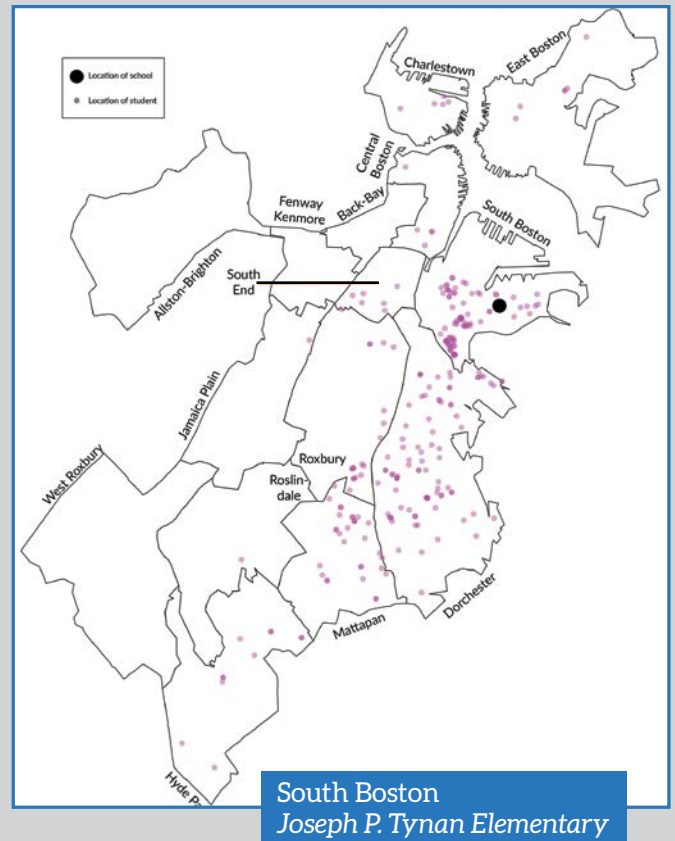 Location of school
Location of student
Charlestown
East Boston
Central
Boston
Back-Bay
Fenway
Kenmore
South Boston
Allston-Brighton
South
End
Jamaica Plain
West Roxbury
Roxbury
Roslin-
dale
Dorchester
Mattapan
Hyde
South Boston
Joseph P. Tynan Elementary